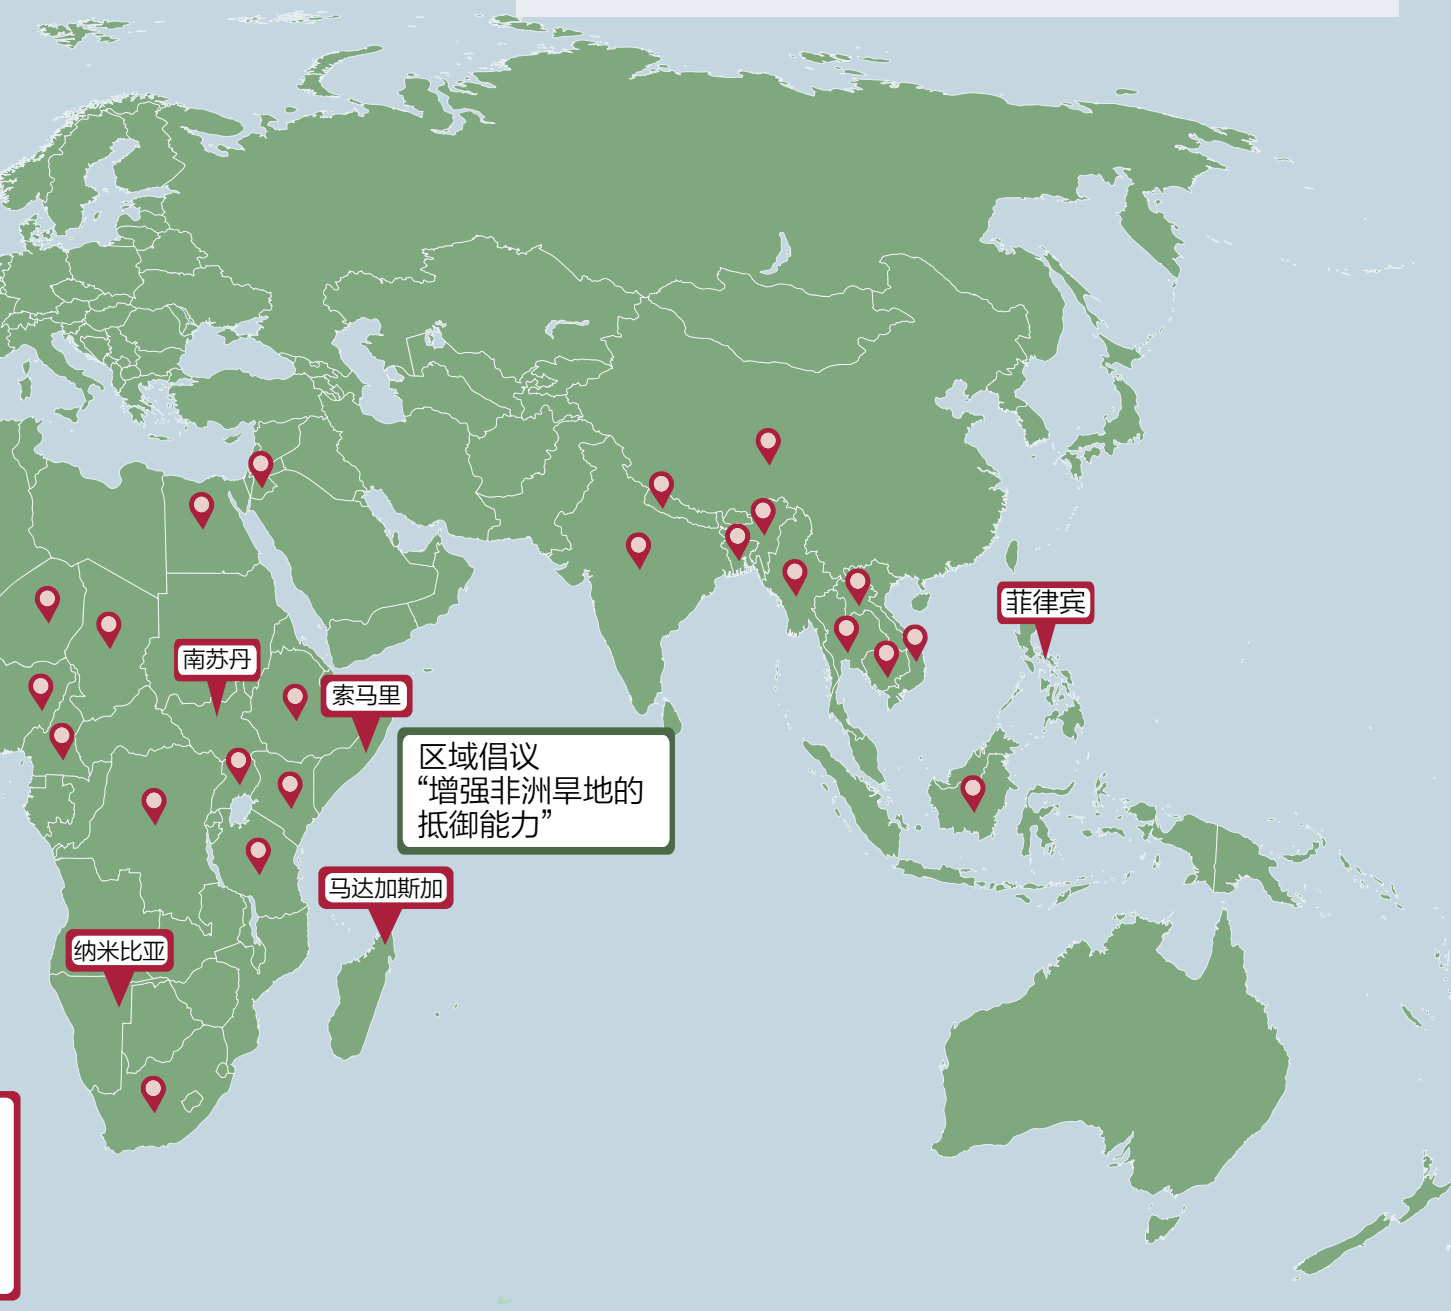 菲律宾
南苏丹
索马里
区域倡议
“增强非洲旱地的
抵御能力”
马达加斯加
纳米比亚